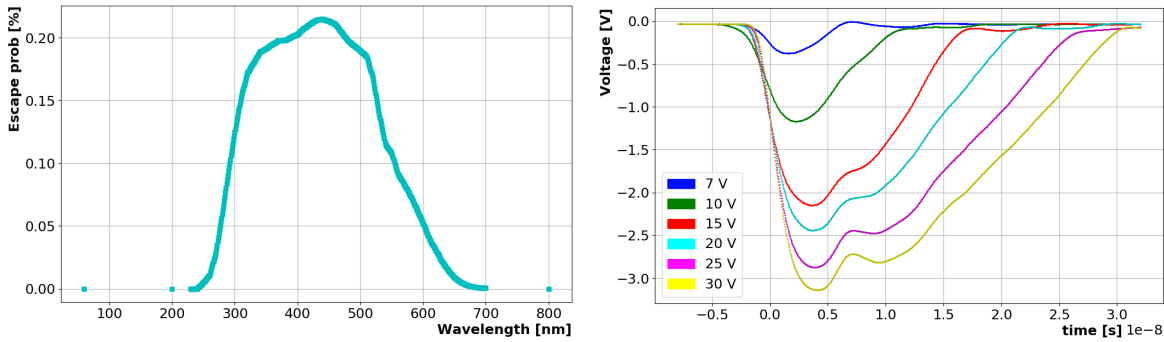 Escape prob [%]
0.20
0.15
0.10
0.05
0.00
100 200 300 400 500 600 700 800
Wavelength [nm]
Voltage [V]
0.0
−0.5
−1.0
−1.5
−2.0
−2.5
−3.0
7 V
10 V
15 V
20 V
25 V
30 V
−0.5 0.0 0.5 1.0 1.5 2.0 2.5 3.0
time [s] 1e-8